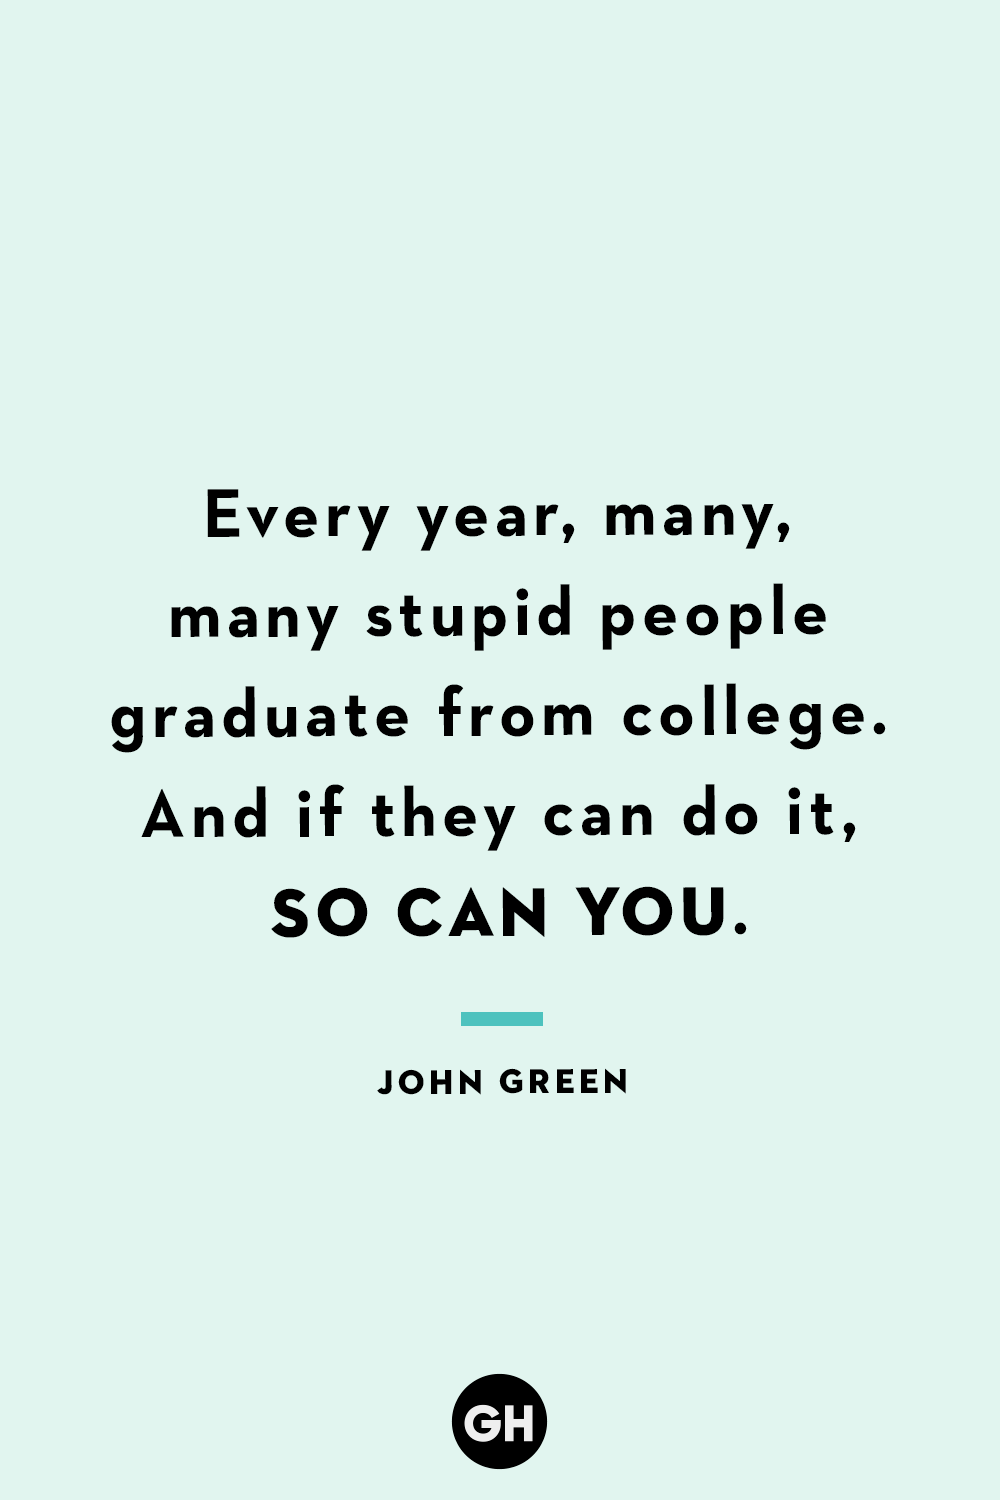 Every year, many,
many stupid people
graduate from college.
And if they can do it,
SO CAN YOU.
JOHN GREEN
GH